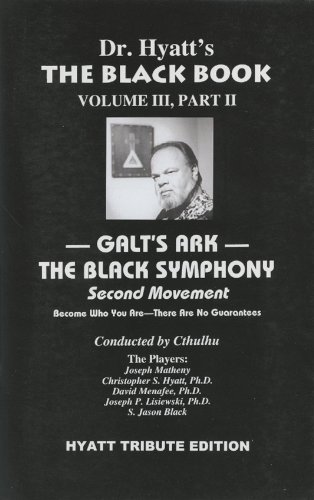 Dr. Hyatt's
THE BLACK BOOK
VOLUME III, PART II
— GALT'S ARK —
THE BLACK SYMPHONY
Second Movement
Become Who You Are—There Are No Guarantees
Conducted by Cthulhu
The Players:
Joseph Matheny
Christopher S. Hyatt, Ph.D.
David Menafee, Ph.D.
Joseph P. Lisiewski, Ph.D.
S. Jason Black
HYATT TRIBUTE EDITION